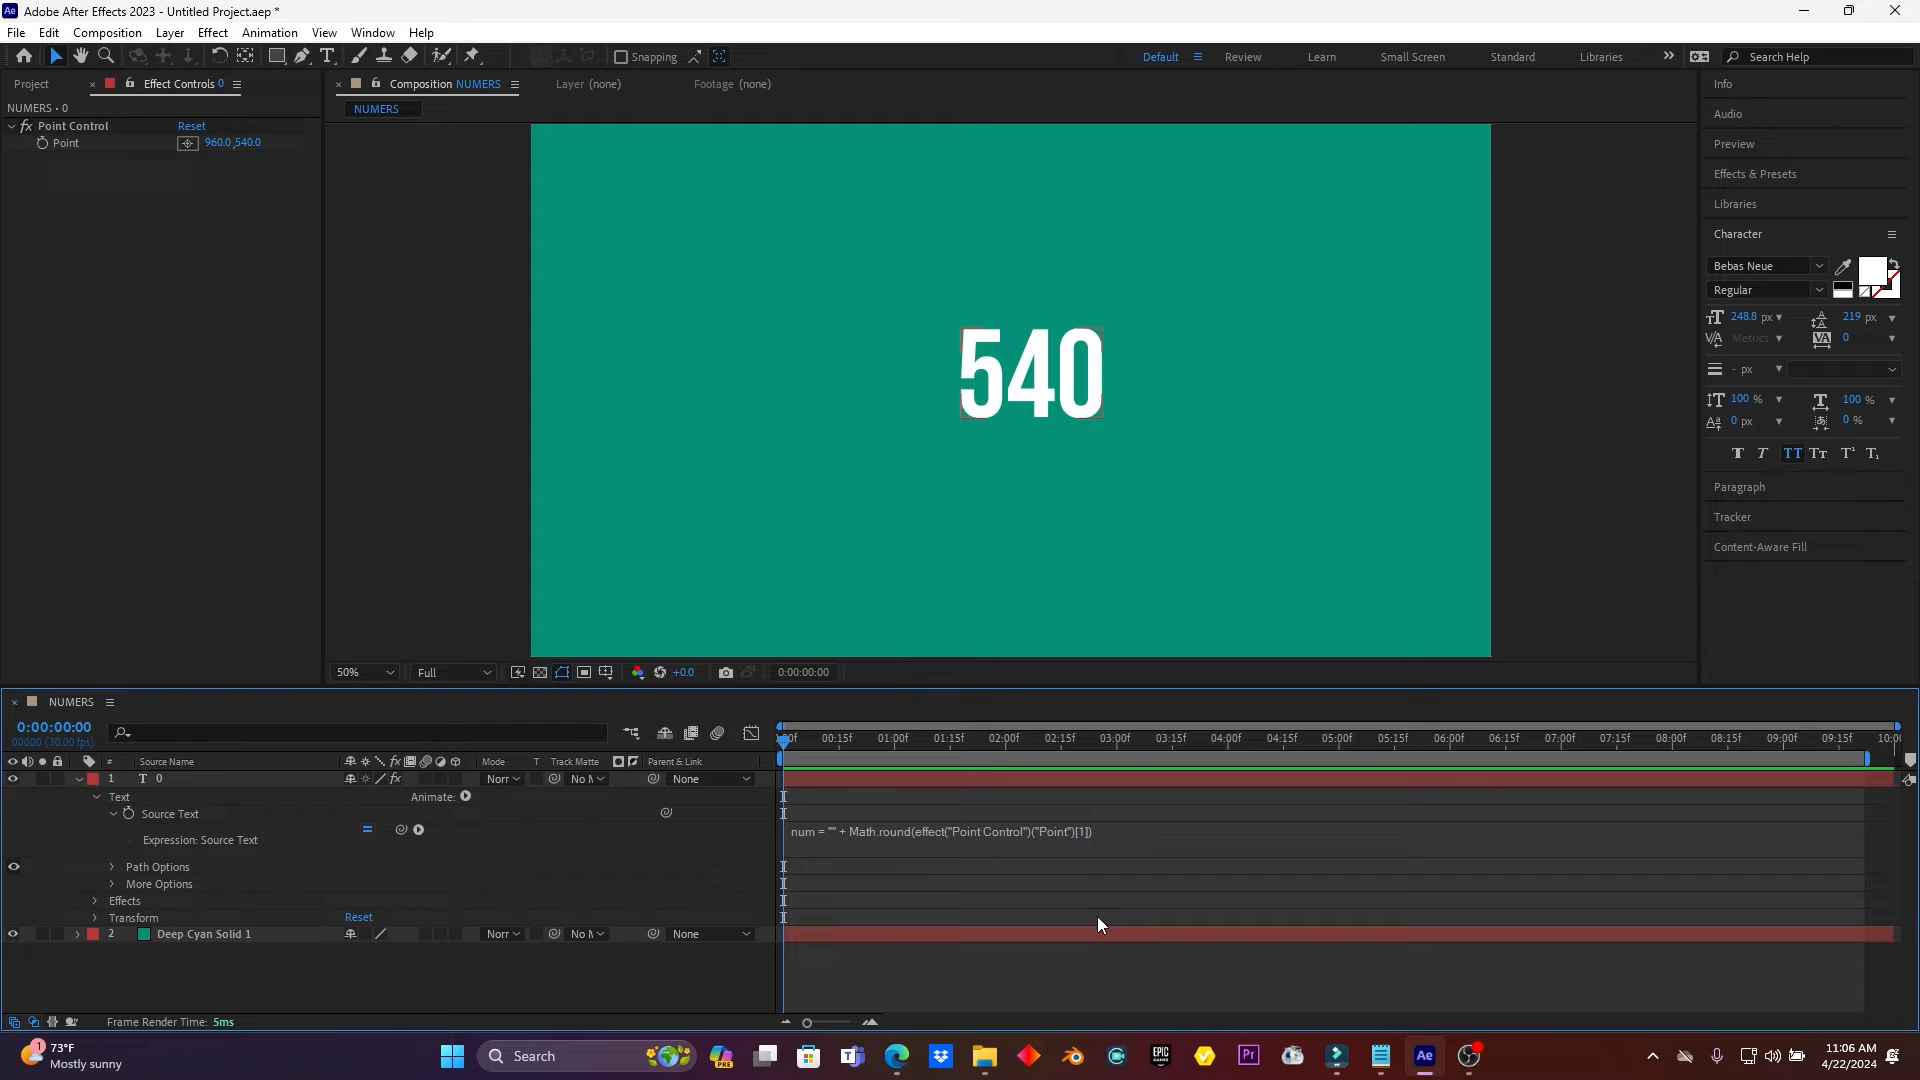 Adobe After Effects 2023 - Untitled Project.aep *
File Edit Composition Layer Effect Animation View Window Help
Snapping Default Review Learn Small Screen Standard Libraries Search Help
Project Effect Controls 0
NUMERS • 0
fx Point Control Reset
Point 960.0,540.0
Composition NUMERS Layer (none) Footage (none)
NUMERS
540
50% Full +0.0 0:00:00:00
Info
Audio
Preview
Effects & Presets
Libraries
Character
Bebas Neue
Regular
248.8 px 219 px
Metrics 0
- px
100 % 100 %
0 px 0 %
Paragraph
Tracker
Content-Aware Fill
NUMERS
0:00:00:00
00000 (30.00 fps)
00:15f 01:00f 01:15f 02:00f 02:15f 03:00f 03:15f 04:00f 04:15f 05:00f 05:15f 06:00f 06:15f 07:00f 07:15f 08:00f 08:15f 09:00f 09:15f 10:00
# Source Name Mode T Track Matte Parent & Link
1 T 0 None
Text Animate:
Source Text
Expression: Source Text
num = "" + Math.round(effect("Point Control")("Point")[1])
Path Options
More Options
Effects
Transform Reset
2 Deep Cyan Solid 1 None
Frame Render Time: 5ms
73°F
Mostly sunny
Search
11:06 AM
4/22/2024